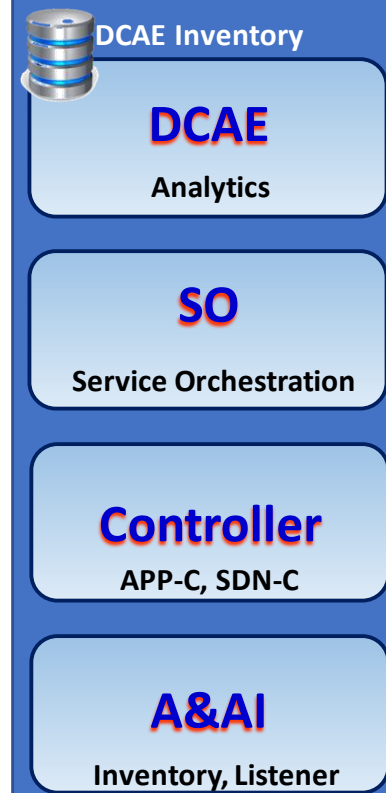 DCAE Inventory
DCAE
Analytics
SO
Service Orchestration
Controller
APP-C, SDN-C
A&AI
Inventory, Listener